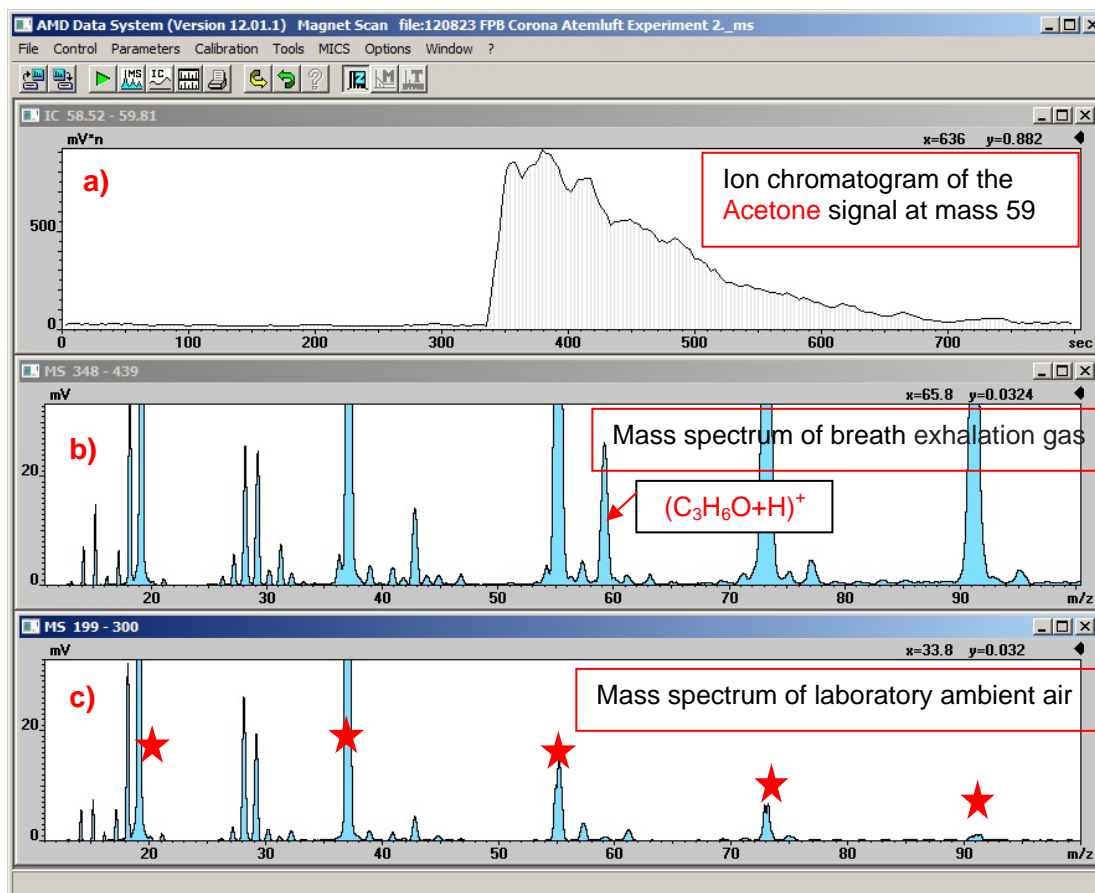 AMD Data System (Version 12.01.1) Magnet Scan file:120823 FPB Corona Atemluft Experiment 2._ms
File Control Parameters Calibration Tools MICS Options Window ?
MS IC
IC 58.52 - 59.81
mV*n x=636 y=0.882
a)
Ion chromatogram of the
Acetone signal at mass 59
500
0
0 100 200 300 400 500 600 700 sec
MS 348 - 439
mV x=65.8 y=0.0324
b)
Mass spectrum of breath exhalation gas
20
(C₃H₆O+H)⁺
0
20 30 40 50 60 70 80 90 m/z
MS 199 - 300
mV x=33.8 y=0.032
c)
Mass spectrum of laboratory ambient air
20
0
20 30 40 50 60 70 80 90 m/z